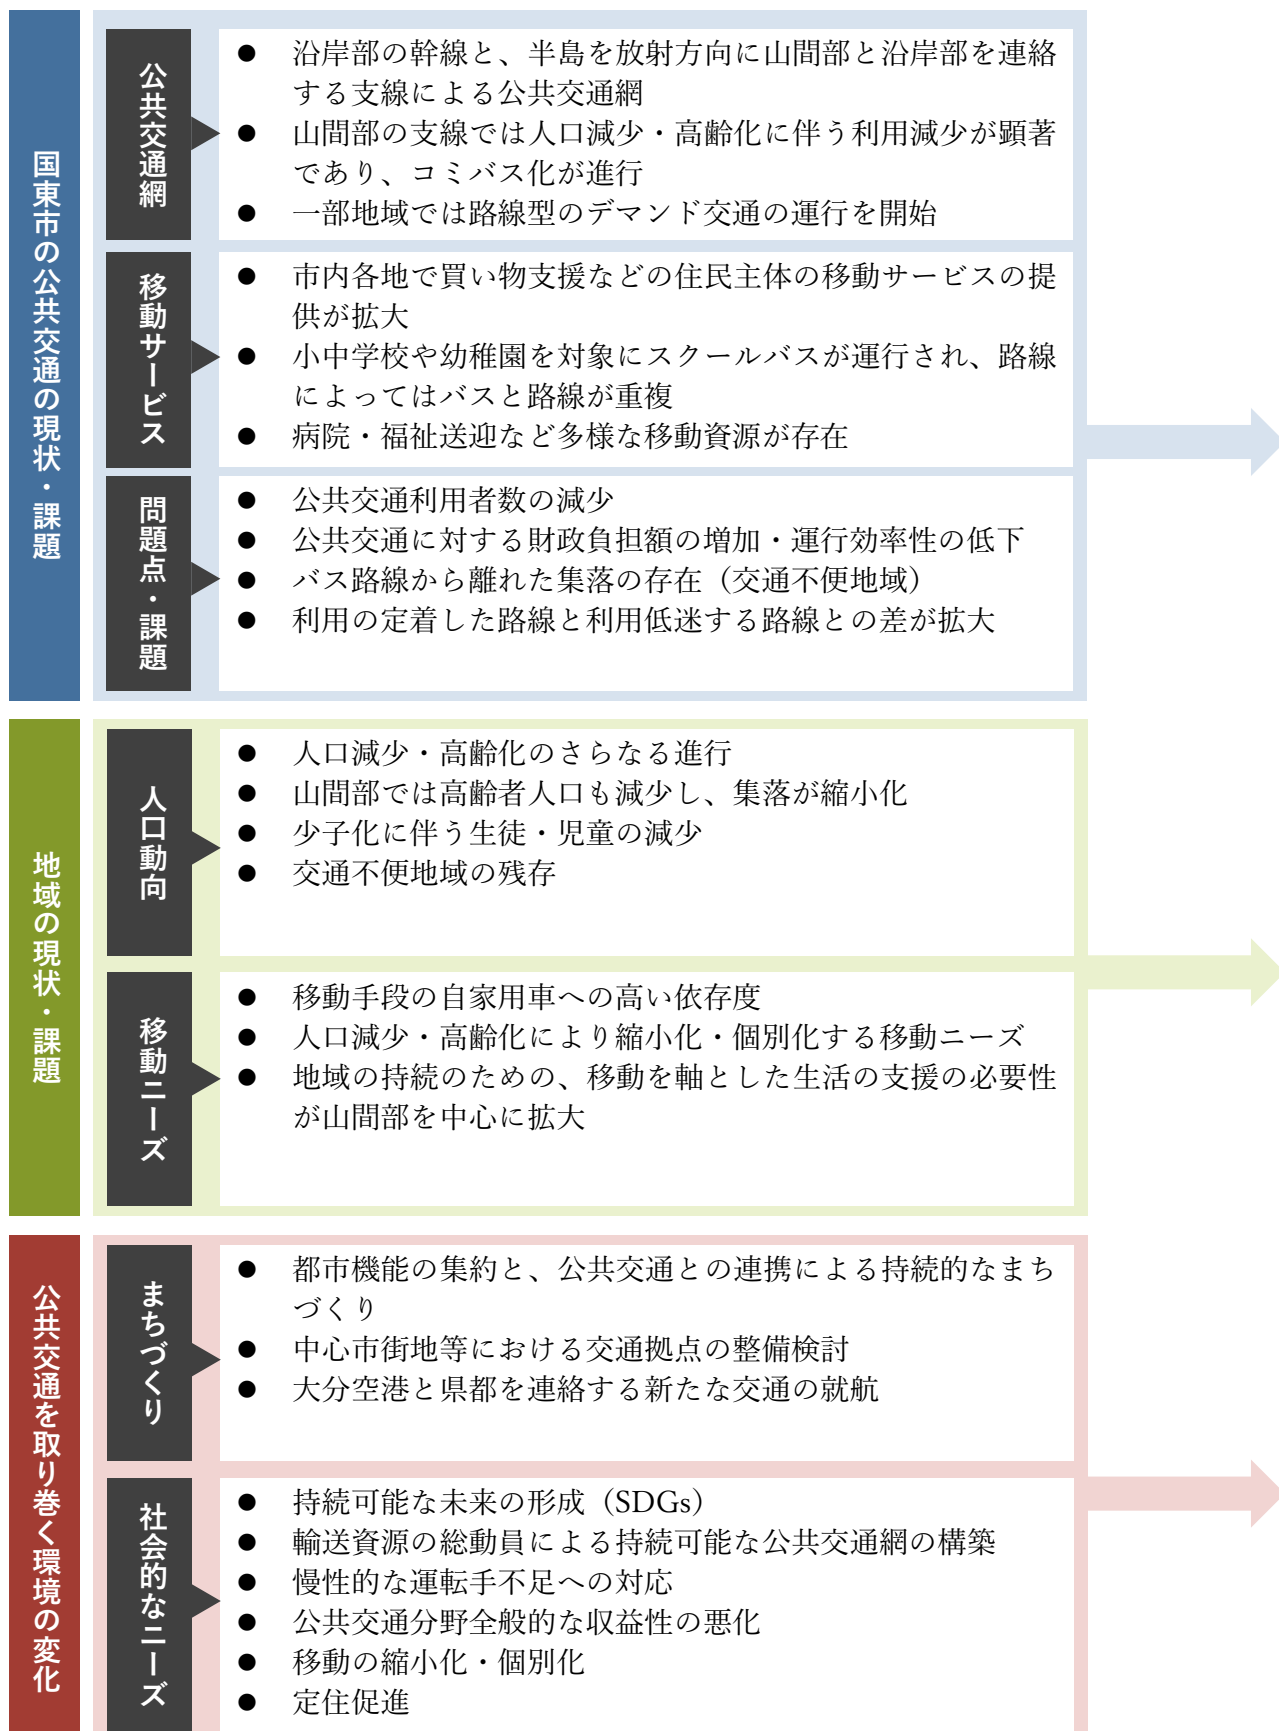 国東市の公共交通の現状・課題
公共交通網
● 沿岸部の幹線と、半島を放射方向に山間部と沿岸部を連絡
する支線による公共交通網
● 山間部の支線では人口減少・高齢化に伴う利用減少が顕著
であり、コミバス化が進行
● 一部地域では路線型のデマンド交通の運行を開始
移動サービス
● 市内各地で買い物支援などの住民主体の移動サービスの提
供が拡大
● 小中学校や幼稚園を対象にスクールバスが運行され、路線
によってはバスと路線が重複
● 病院・福祉送迎など多様な移動資源が存在
問題点・課題
● 公共交通利用者数の減少
● 公共交通に対する財政負担額の増加・運行効率性の低下
● バス路線から離れた集落の存在（交通不便地域）
● 利用の定着した路線と利用低迷する路線との差が拡大
地域の現状・課題
人口動向
● 人口減少・高齢化のさらなる進行
● 山間部では高齢者人口も減少し、集落が縮小化
● 少子化に伴う生徒・児童の減少
● 交通不便地域の残存
移動ニーズ
● 移動手段の自家用車への高い依存度
● 人口減少・高齢化により縮小化・個別化する移動ニーズ
● 地域の持続のための、移動を軸とした生活の支援の必要性
が山間部を中心に拡大
公共交通を取り巻く環境の変化
まちづくり
● 都市機能の集約と、公共交通との連携による持続的なまち
づくり
● 中心市街地等における交通拠点の整備検討
● 大分空港と県都を連絡する新たな交通の就航
社会的なニーズ
● 持続可能な未来の形成（SDGs）
● 輸送資源の総動員による持続可能な公共交通網の構築
● 慢性的な運転手不足への対応
● 公共交通分野全般的な収益性の悪化
● 移動の縮小化・個別化
● 定住促進